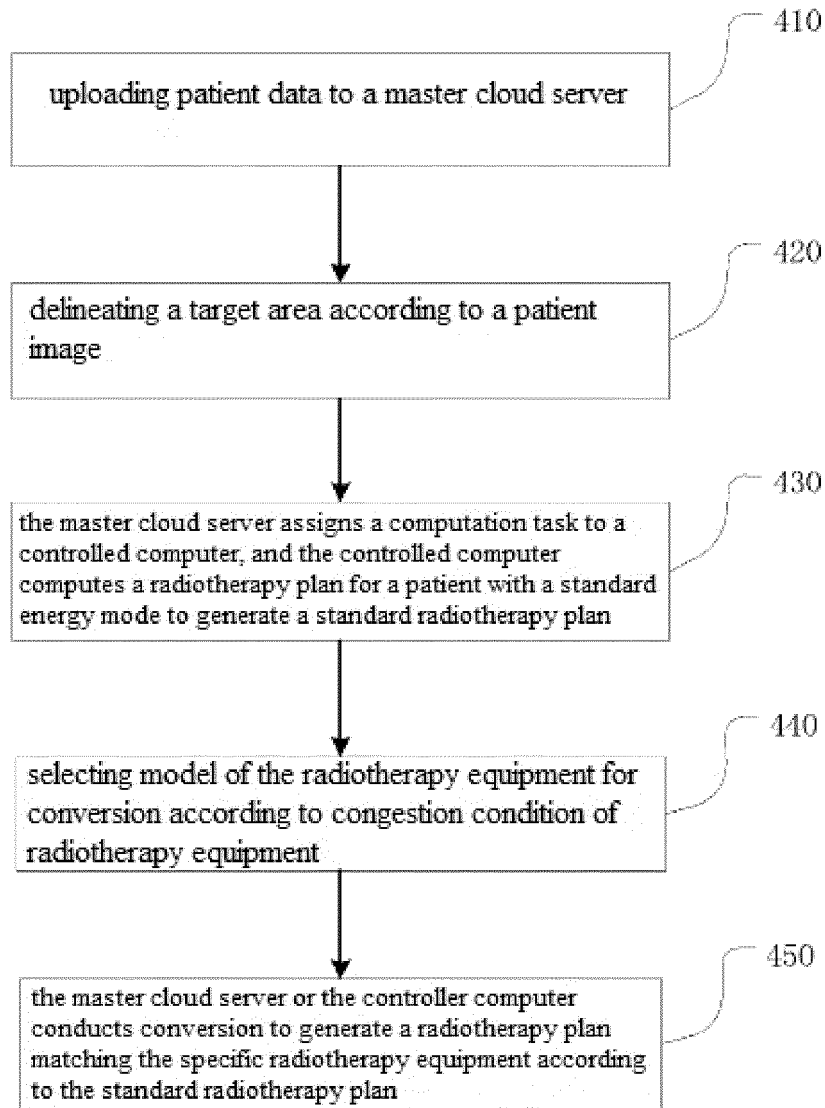 410
uploading patient data to a master cloud server
420
delineating a target area according to a patient
image
430
the master cloud server assigns a computation task to a
controlled computer, and the controlled computer
computes a radiotherapy plan for a patient with a standard
energy mode to generate a standard radiotherapy plan
440
selecting model of the radiotherapy equipment for
conversion according to congestion condition of
radiotherapy equipment
450
the master cloud server or the controller computer
conducts conversion to generate a radiotherapy plan
matching the specific radiotherapy equipment according
to the standard radiotherapy plan